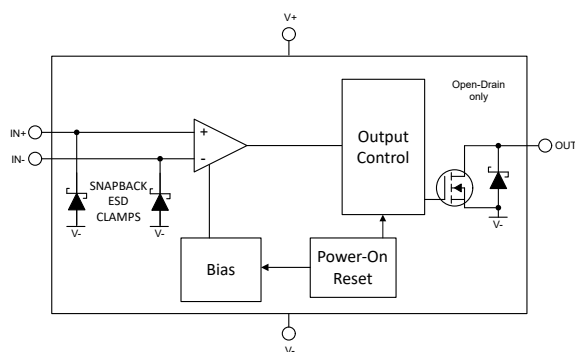 V+
Open-Drain
only
IN+
+
Output
Control
OUT
IN-
-
SNAPBACK
ESD
CLAMPS
V-
V-
V-
Bias
Power-On
Reset
V-